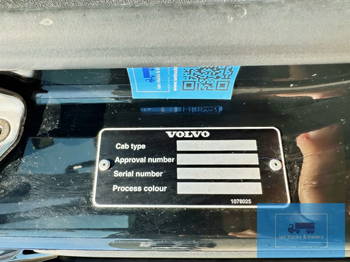 VOLVO
Cab type
Approval number
Serial number
Process colour
1078025